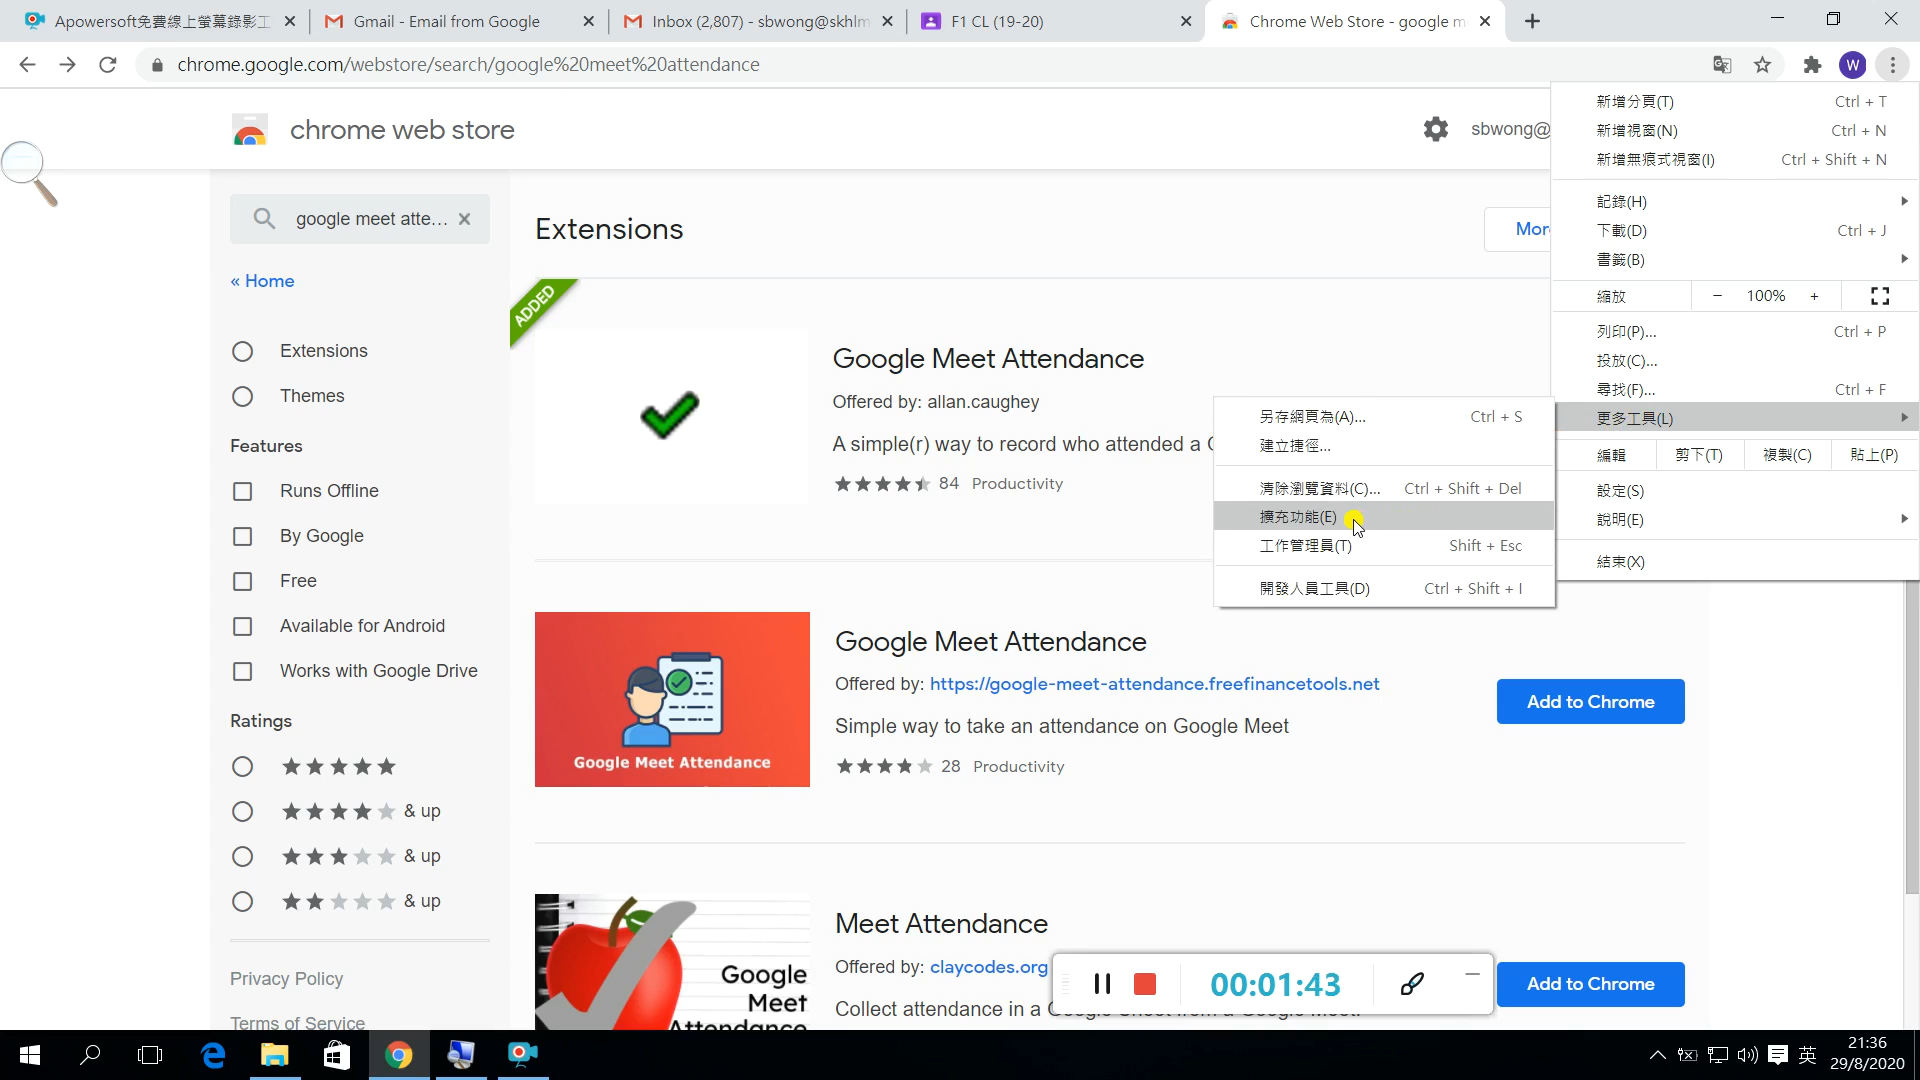 Apowersoft免費線上螢幕錄影工
Gmail - Email from Google
Inbox (2,807) - sbwong@skhlm
F1 CL (19-20)
Chrome Web Store - google m
chrome.google.com/webstore/search/google%20meet%20attendance
W
chrome web store
sbwong@
google meet atte...
« Home
Extensions
Themes
Features
Runs Offline
By Google
Free
Available for Android
Works with Google Drive
Ratings
& up
& up
& up
Privacy Policy
Terms of Service
Extensions
Mor
ADDED
Google Meet Attendance
Offered by: allan.caughey
A simple(r) way to record who attended a
84 Productivity
Google Meet Attendance
Google Meet Attendance
Offered by: https://google-meet-attendance.freefinancetools.net
Simple way to take an attendance on Google Meet
28 Productivity
Add to Chrome
Google
Meet
Attendance
Meet Attendance
Offered by: claycodes.org
Collect attendance in a Google Sheet from a Google Meet.
Add to Chrome
新增分頁(T) Ctrl + T
新增視窗(N) Ctrl + N
新增無痕式視窗(I) Ctrl + Shift + N
記錄(H)
下載(D) Ctrl + J
書籤(B)
縮放 − 100% +
列印(P)... Ctrl + P
投放(C)...
尋找(F)... Ctrl + F
更多工具(L)
編輯 剪下(T) 複製(C) 貼上(P)
設定(S)
說明(E)
結束(X)
另存網頁為(A)... Ctrl + S
建立捷徑...
清除瀏覽資料(C)... Ctrl + Shift + Del
擴充功能(E)
工作管理員(T) Shift + Esc
開發人員工具(D) Ctrl + Shift + I
00:01:43
英
21:36
29/8/2020